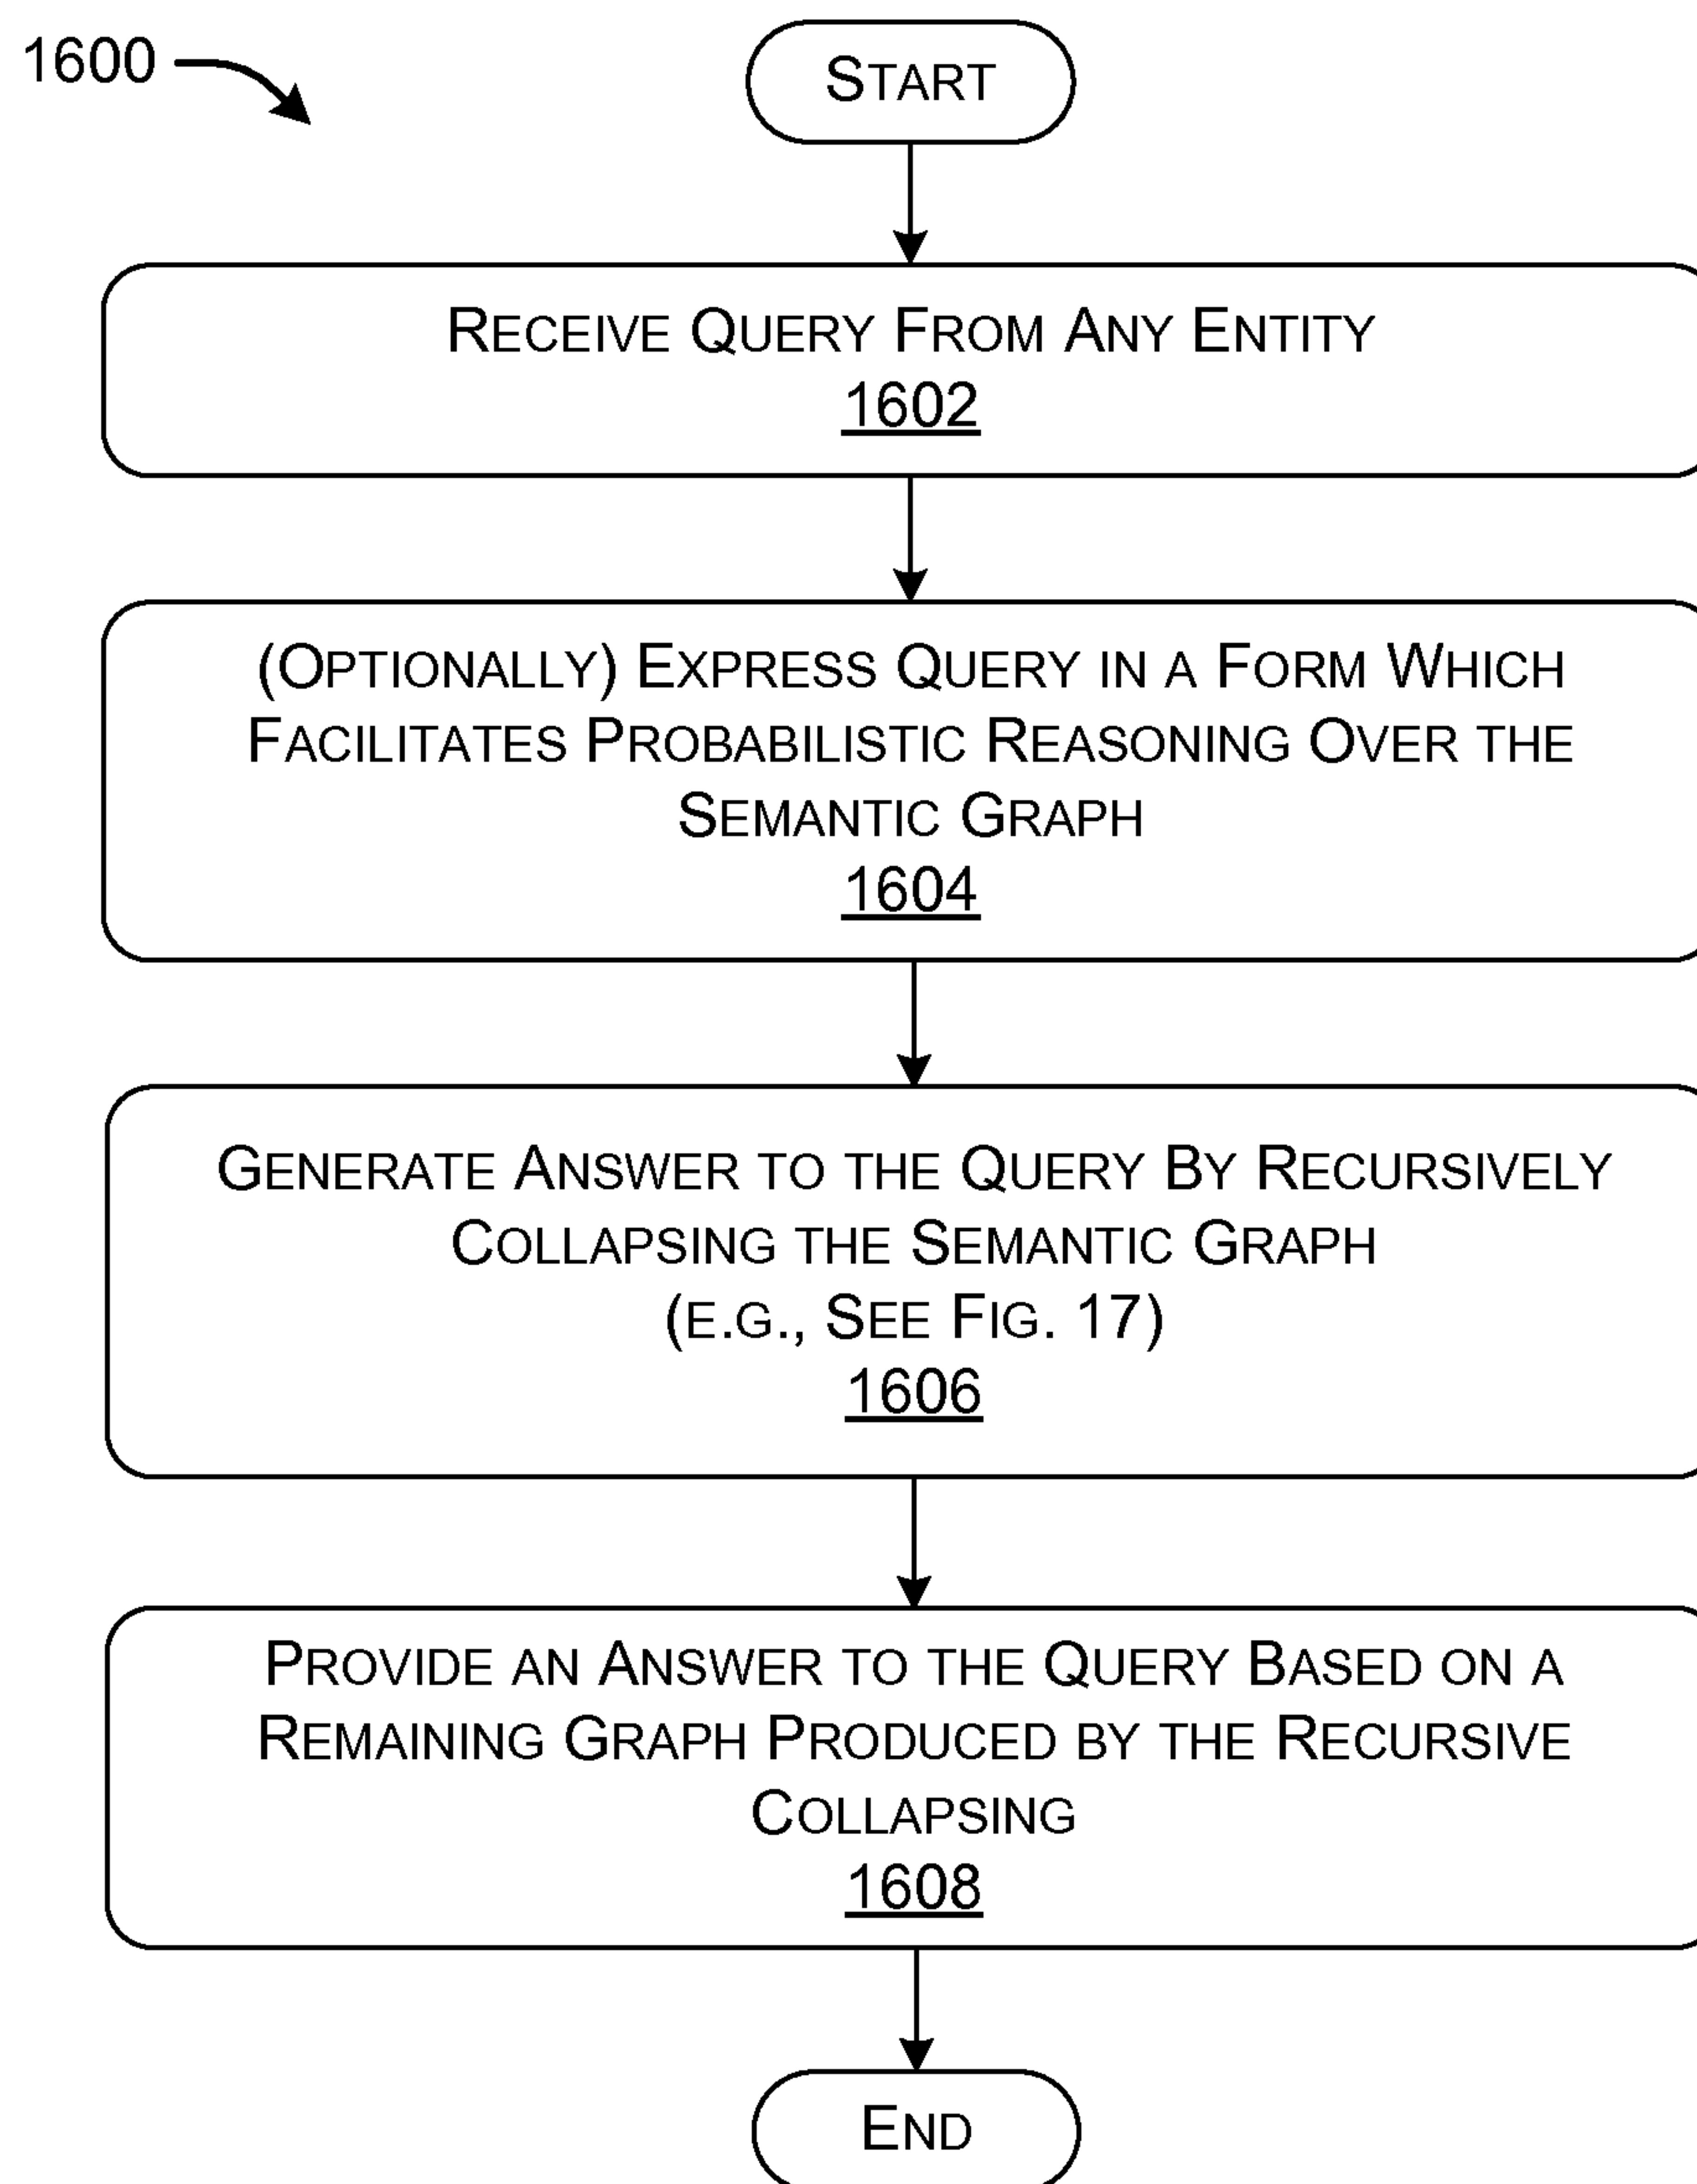 1600
START
RECEIVE QUERY FROM ANY ENTITY
1602
(OPTIONALLY) EXPRESS QUERY IN A FORM WHICH
FACILITATES PROBABILISTIC REASONING OVER THE
SEMANTIC GRAPH
1604
GENERATE ANSWER TO THE QUERY BY RECURSIVELY
COLLAPSING THE SEMANTIC GRAPH
(E.G., SEE FIG. 17)
1606
PROVIDE AN ANSWER TO THE QUERY BASED ON A
REMAINING GRAPH PRODUCED BY THE RECURSIVE
COLLAPSING
1608
END